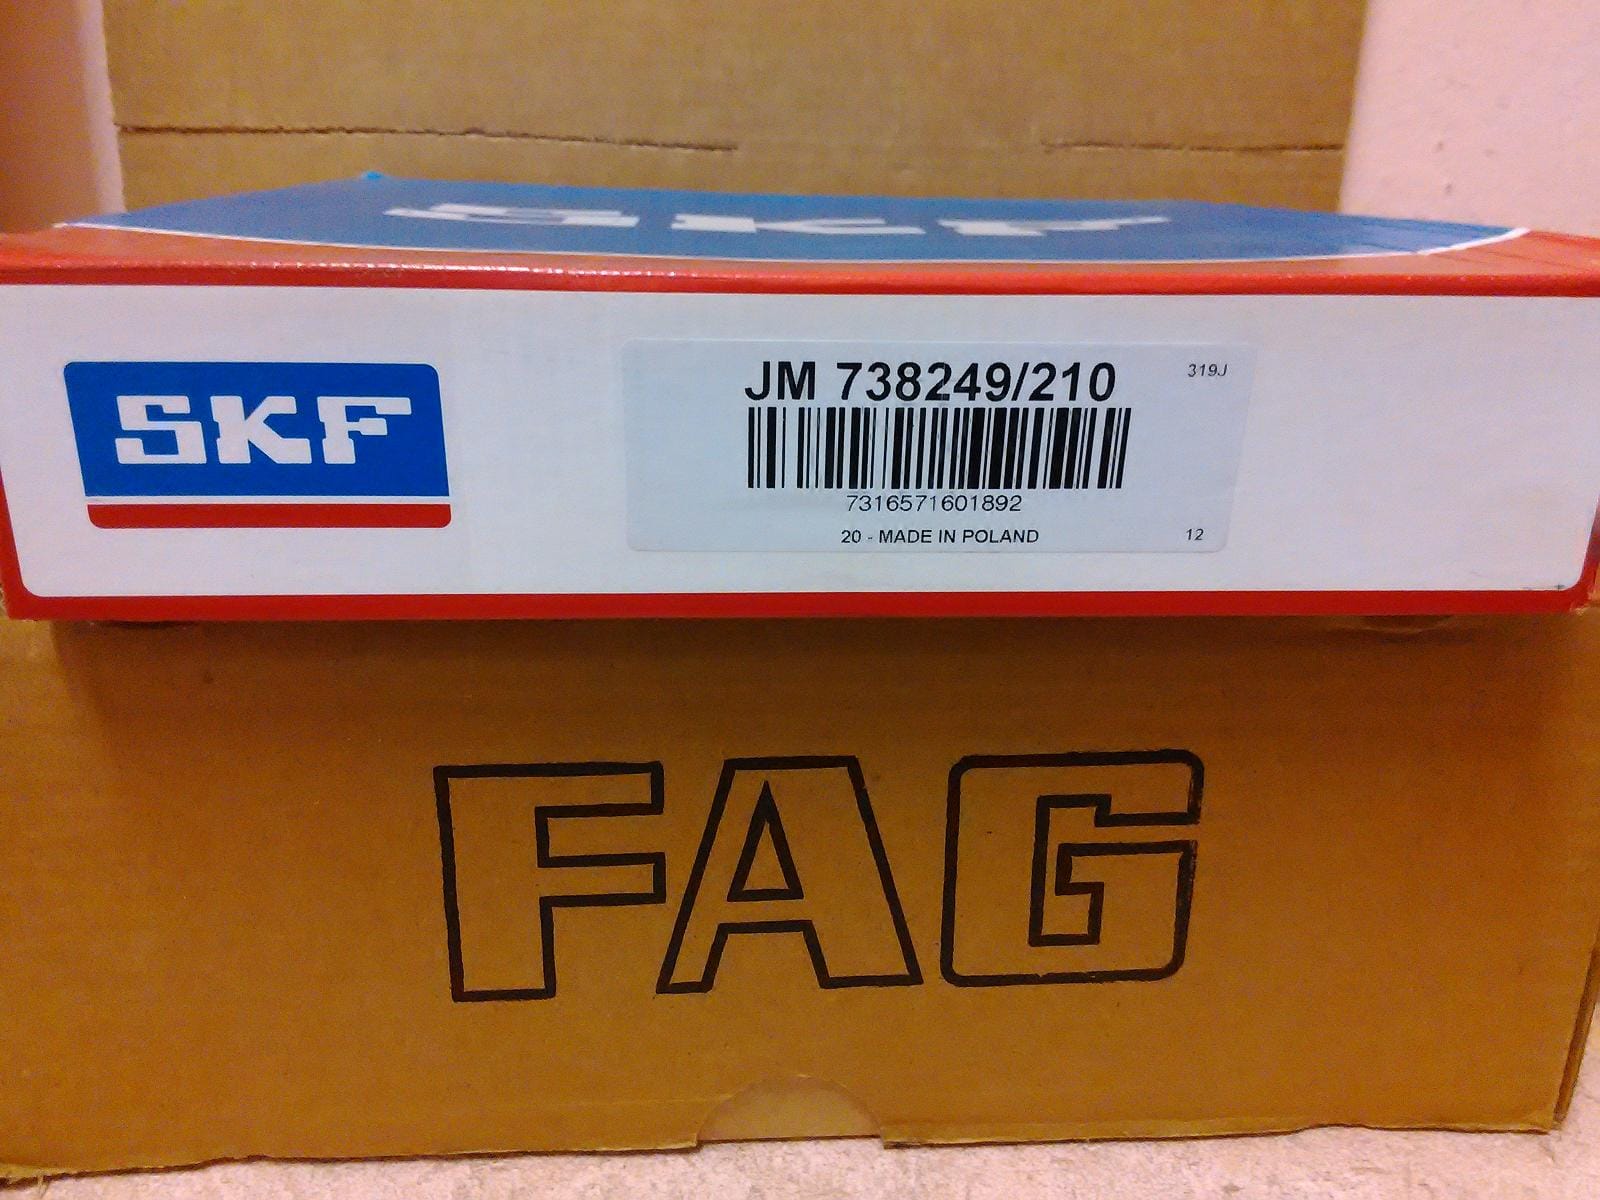 SKF
SKF
JM 738249/210
319J
7316571601892
20 - MADE IN POLAND
12
FAG